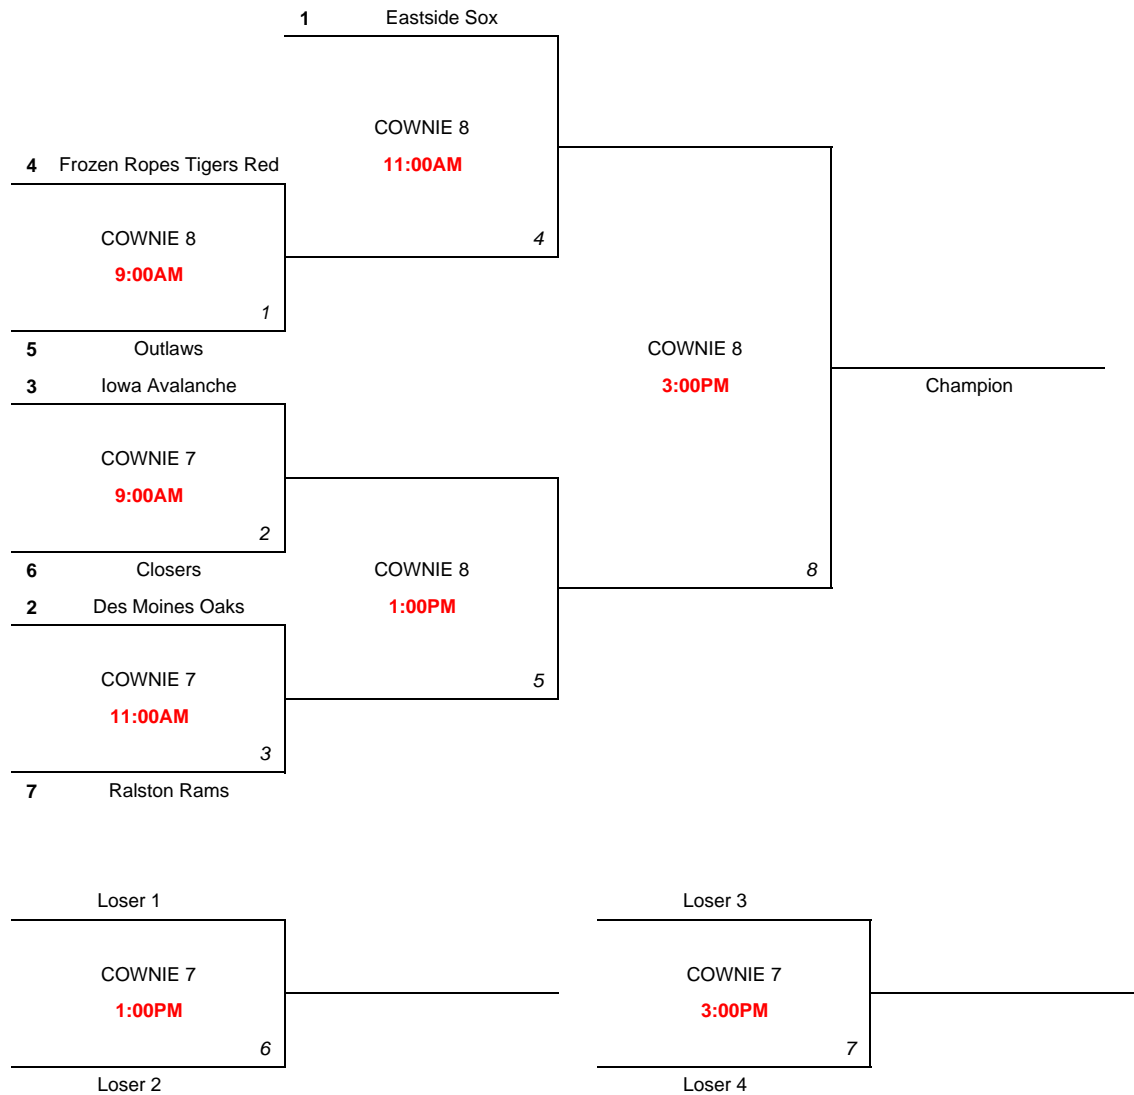 1 Eastside Sox
COWNIE 8
11:00AM
4 Frozen Ropes Tigers Red
COWNIE 8
9:00AM
4
1
5 Outlaws
COWNIE 8
3 Iowa Avalanche
3:00PM
Champion
COWNIE 7
9:00AM
2
6 Closers
COWNIE 8
8
2 Des Moines Oaks
1:00PM
COWNIE 7
5
11:00AM
3
7 Ralston Rams
Loser 1
Loser 3
COWNIE 7
COWNIE 7
1:00PM
3:00PM
6
7
Loser 2
Loser 4